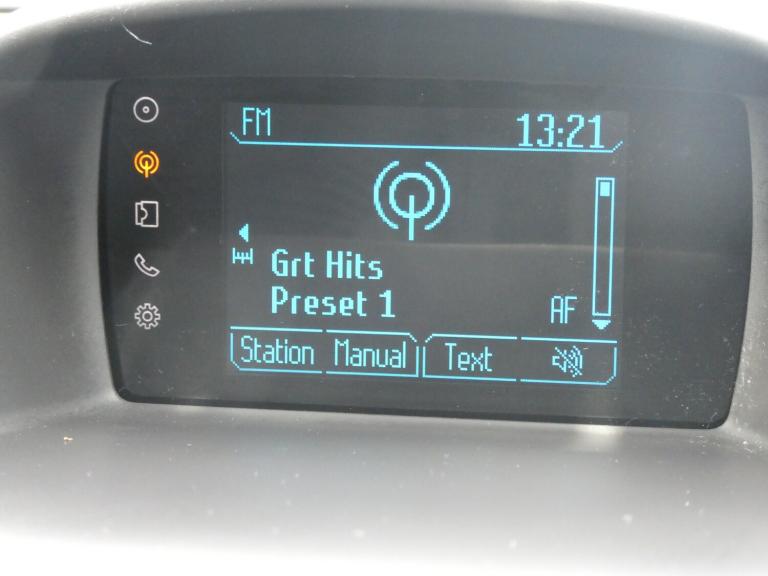 FM 13:21
Grt Hits
Preset 1 AF
Station Manual Text